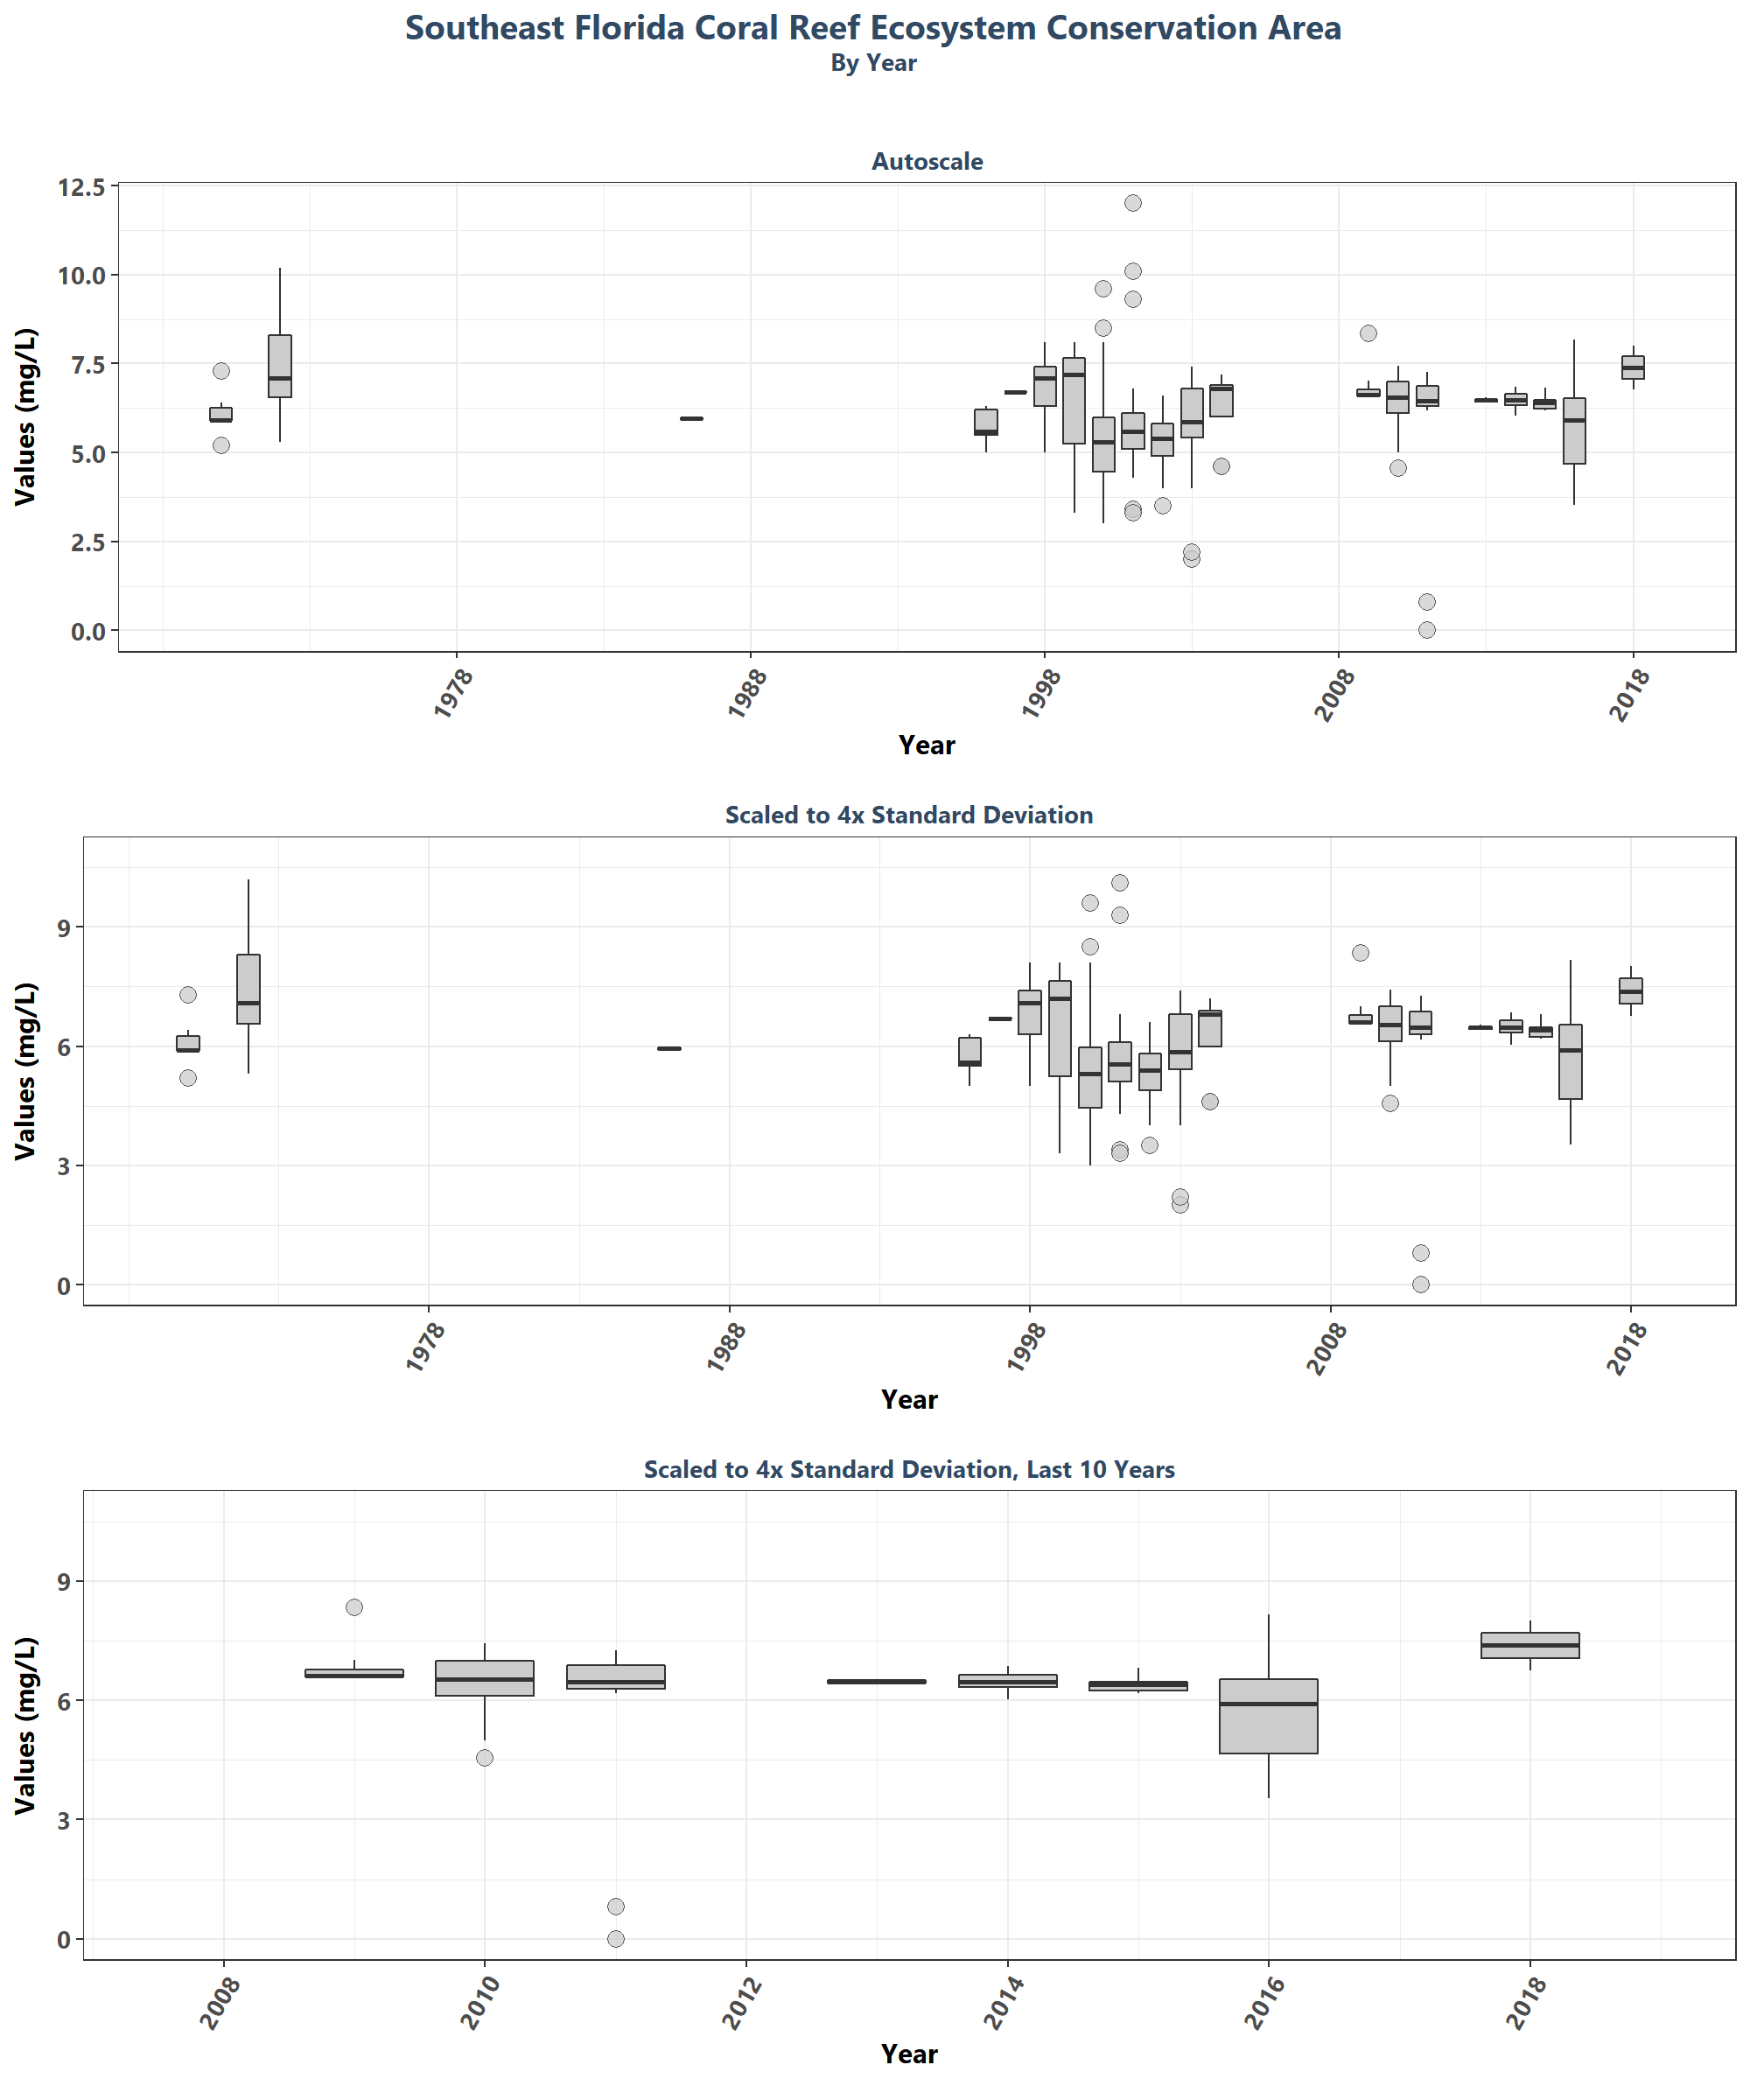 Southeast Florida Coral Reef Ecosystem Conservation Area
By Year
Autoscale
Values (mg/L)
12.5
10.0
7.5
5.0
2.5
0.0
1978
1988
1998
2008
2018
Year
Scaled to 4x Standard Deviation
Values (mg/L)
9
6
3
0
1978
1988
1998
2008
2018
Year
Scaled to 4x Standard Deviation, Last 10 Years
Values (mg/L)
9
6
3
0
2008
2010
2012
2014
2016
2018
Year